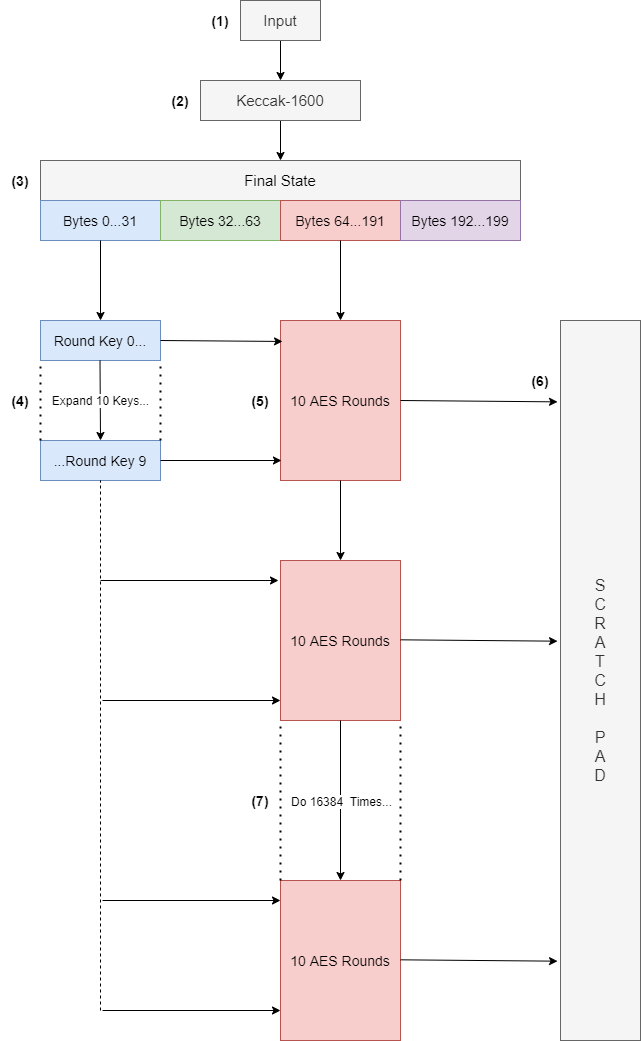 (1) Input
(2) Keccak-1600
(3) Final State
Bytes 0...31 Bytes 32...63 Bytes 64...191 Bytes 192...199
Round Key 0...
(4) Expand 10 Keys... (5) 10 AES Rounds (6)
...Round Key 9
10 AES Rounds
(7) Do 16384 Times...
10 AES Rounds
S
C
R
A
T
C
H
P
A
D